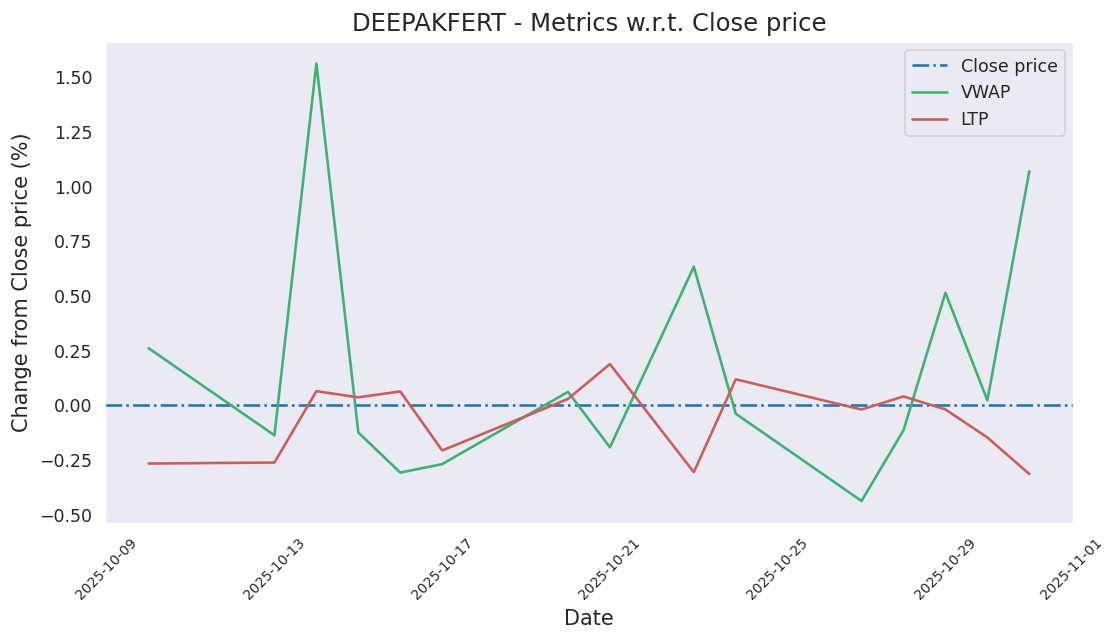 DEEPAKFERT - Metrics w.r.t. Close price
Close price
VWAP
LTP
Change from Close price (%)
1.50
1.25
1.00
0.75
0.50
0.25
0.00
−0.25
−0.50
2025-10-09
2025-10-13
2025-10-17
2025-10-21
2025-10-25
2025-10-29
2025-11-01
Date